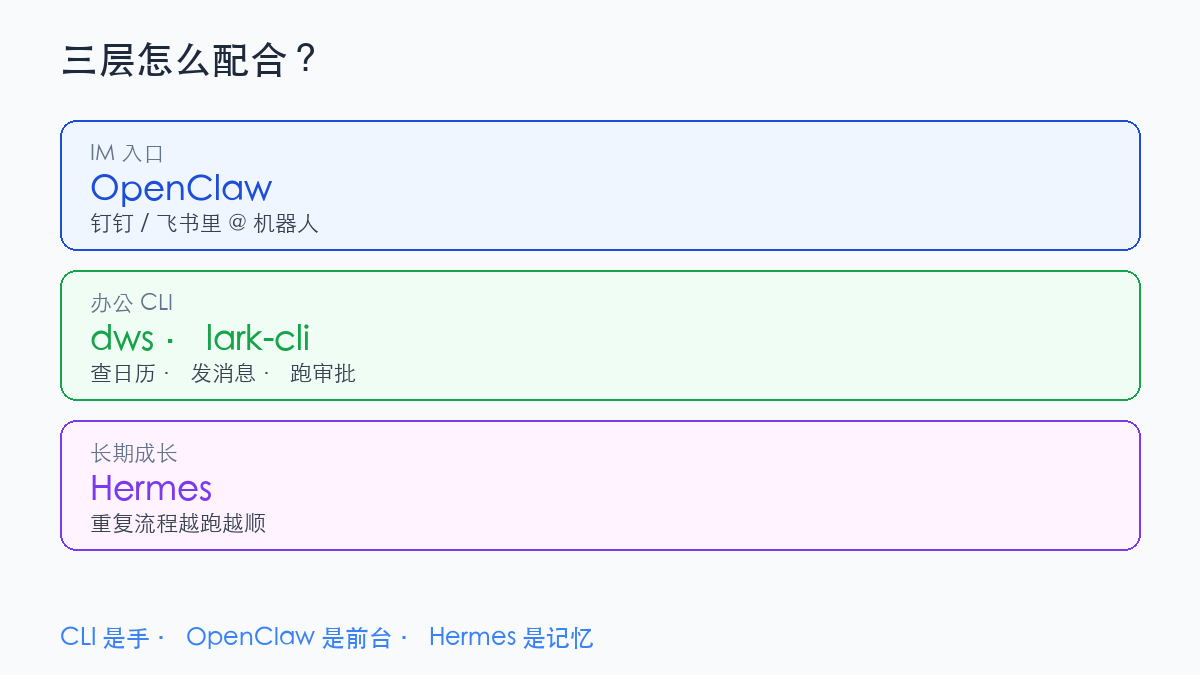 三层怎么配合？
IM 入口
OpenClaw
钉钉 / 飞书里 @ 机器人
办公 CLI
dws · lark-cli
查日历 · 发消息 · 跑审批
长期成长
Hermes
重复流程越跑越顺
CLI 是手 · OpenClaw 是前台 · Hermes 是记忆